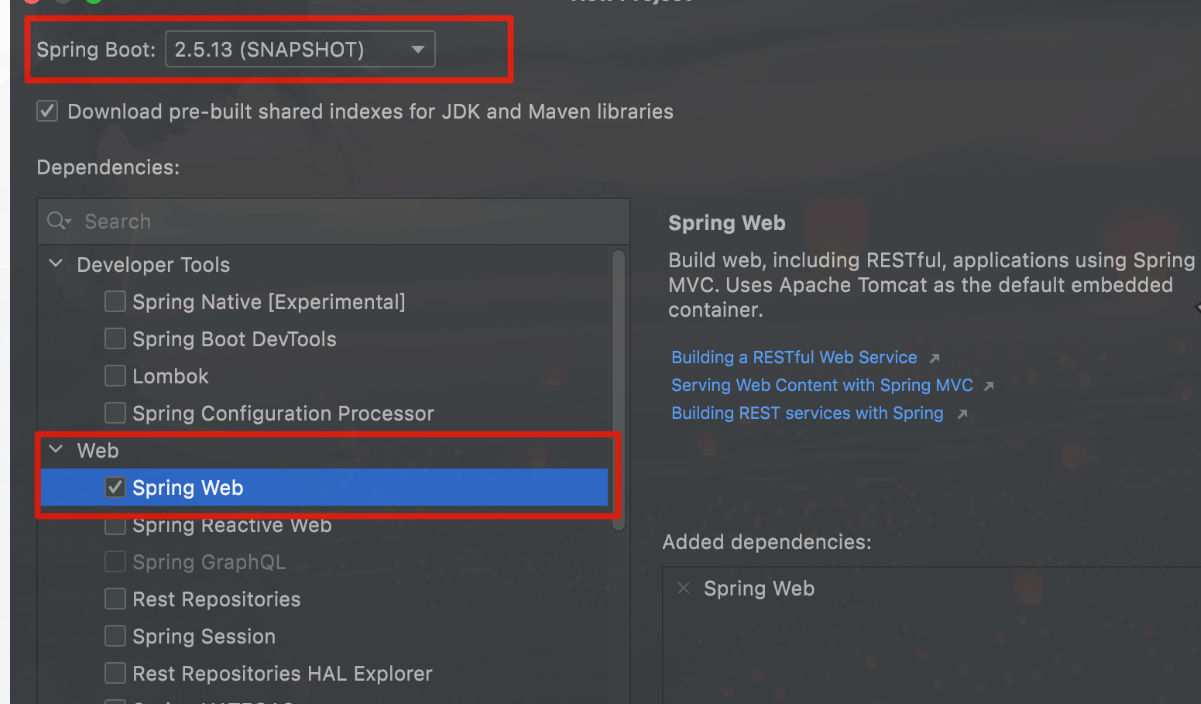 Spring Boot: 2.5.13 (SNAPSHOT)
Download pre-built shared indexes for JDK and Maven libraries
Dependencies:
Search
Developer Tools
Spring Native [Experimental]
Spring Boot DevTools
Lombok
Spring Configuration Processor
Web
Spring Web
Spring Reactive Web
Spring GraphQL
Rest Repositories
Spring Session
Rest Repositories HAL Explorer
Spring Web
Build web, including RESTful, applications using Spring
MVC. Uses Apache Tomcat as the default embedded
container.
Building a RESTful Web Service
Serving Web Content with Spring MVC
Building REST services with Spring
Added dependencies:
Spring Web